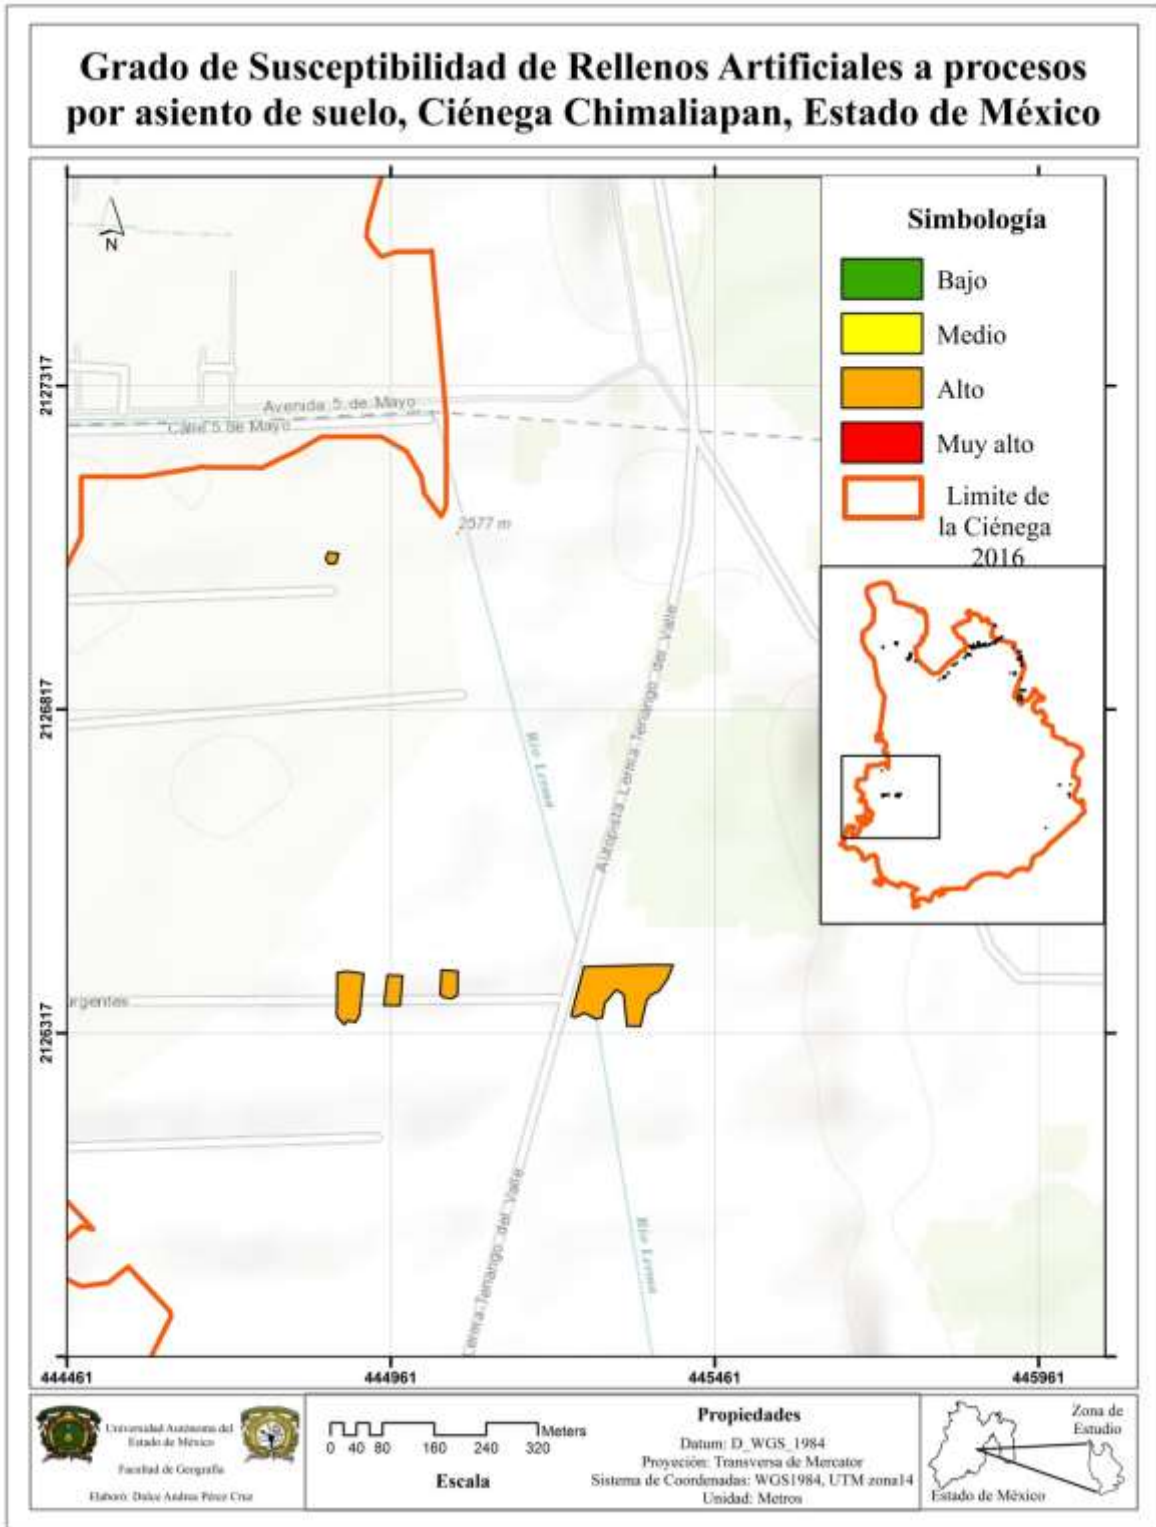 Grado de Susceptibilidad de Rellenos Artificiales a procesos
por asiento de suelo, Ciénega Chimaliapan, Estado de México
N
Simbología
Bajo
Medio
Alto
Muy alto
Limite de
la Ciénega
2016
2127317
Avenida 5 de Mayo
Calle 5 de Mayo
2577 m
2126817
Río Lerma
Autopista Lerma-Tenango del Valle
urgentes
2126317
Lerma-Tenango del Valle
Río Lerma
444461
444961
445461
445961
Universidad Autónoma del
Estado de México
Facultad de Geografía
Elaboró: Dulce Andrea Pérez Cruz
Meters
0 40 80 160 240 320
Escala
Propiedades
Datum: D_WGS_1984
Proyeción: Transversa de Mercator
Sistema de Coordenadas: WGS1984, UTM zona14
Unidad: Metros
Zona de
Estudio
Estado de México